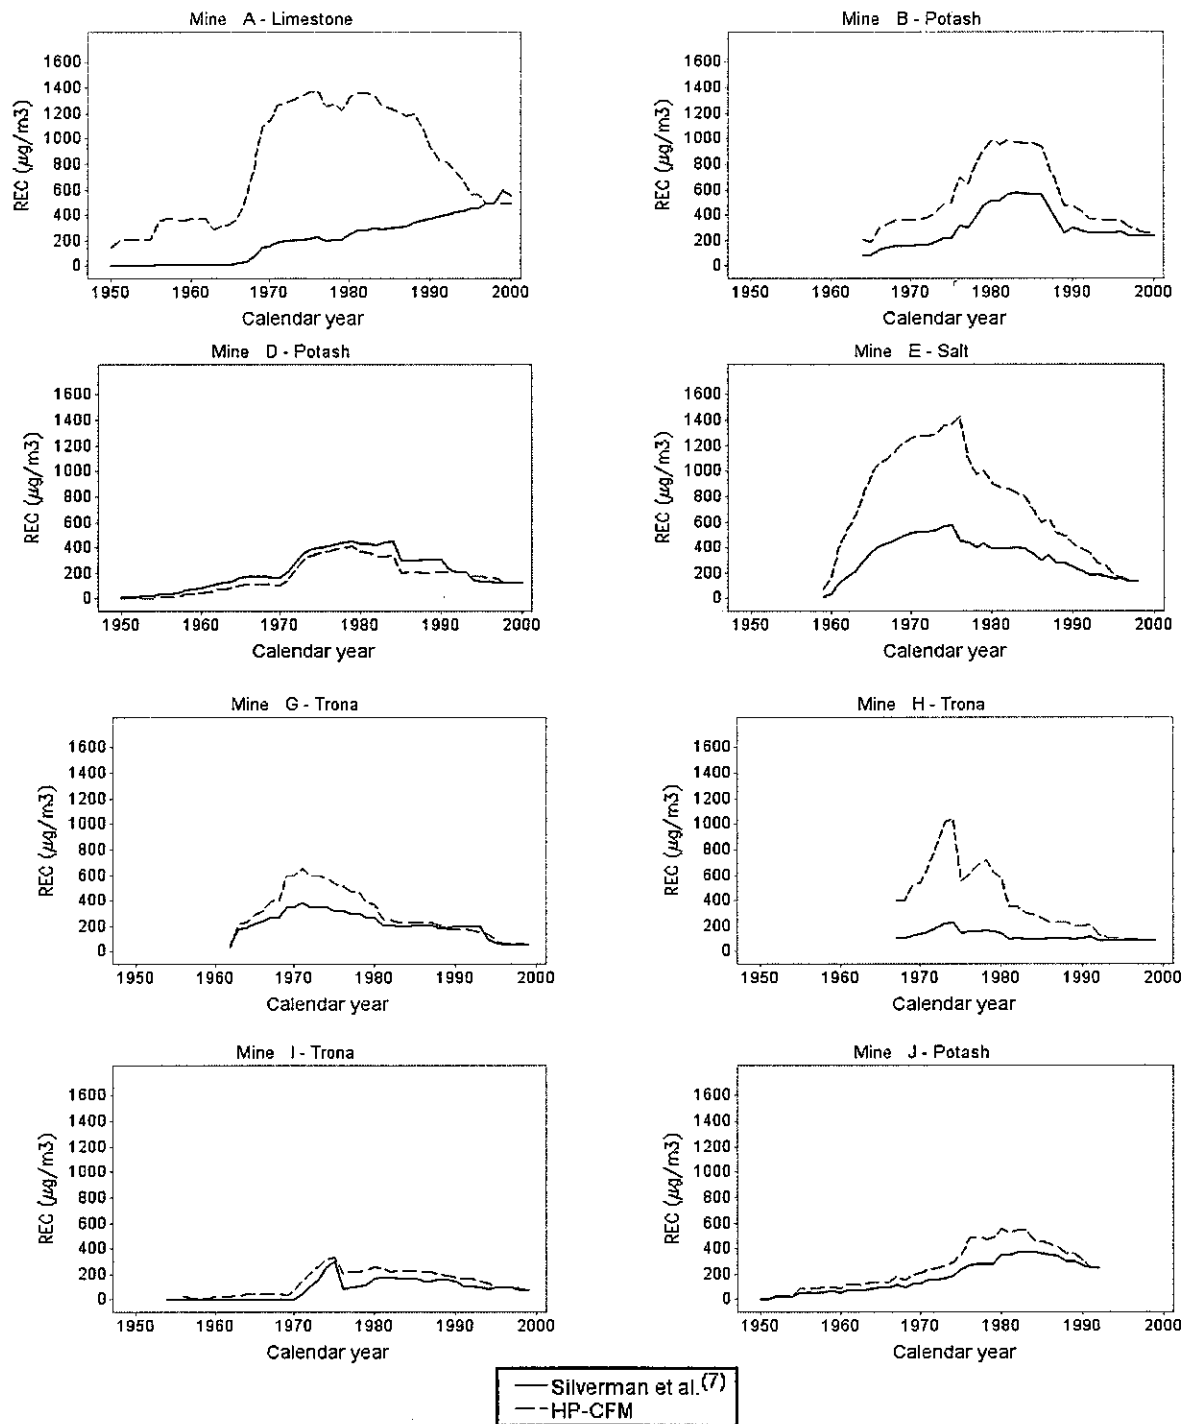 Mine A - Limestone
REC (µg/m3)
1600
1400
1200
1000
800
600
400
200
0
1950 1960 1970 1980 1990 2000
Calendar year
Mine B - Potash
REC (µg/m3)
1600
1400
1200
1000
800
600
400
200
0
1950 1960 1970 1980 1990 2000
Calendar year
Mine D - Potash
REC (µg/m3)
1600
1400
1200
1000
800
600
400
200
0
1950 1960 1970 1980 1990 2000
Calendar year
Mine E - Salt
REC (µg/m3)
1600
1400
1200
1000
800
600
400
200
0
1950 1960 1970 1980 1990 2000
Calendar year
Mine G - Trona
REC (µg/m3)
1600
1400
1200
1000
800
600
400
200
0
1950 1960 1970 1980 1990 2000
Calendar year
Mine H - Trona
REC (µg/m3)
1600
1400
1200
1000
800
600
400
200
0
1950 1960 1970 1980 1990 2000
Calendar year
Mine I - Trona
REC (µg/m3)
1600
1400
1200
1000
800
600
400
200
0
1950 1960 1970 1980 1990 2000
Calendar year
Mine J - Potash
REC (µg/m3)
1600
1400
1200
1000
800
600
400
200
0
1950 1960 1970 1980 1990 2000
Calendar year
Silverman et al.(7)
HP-CFM